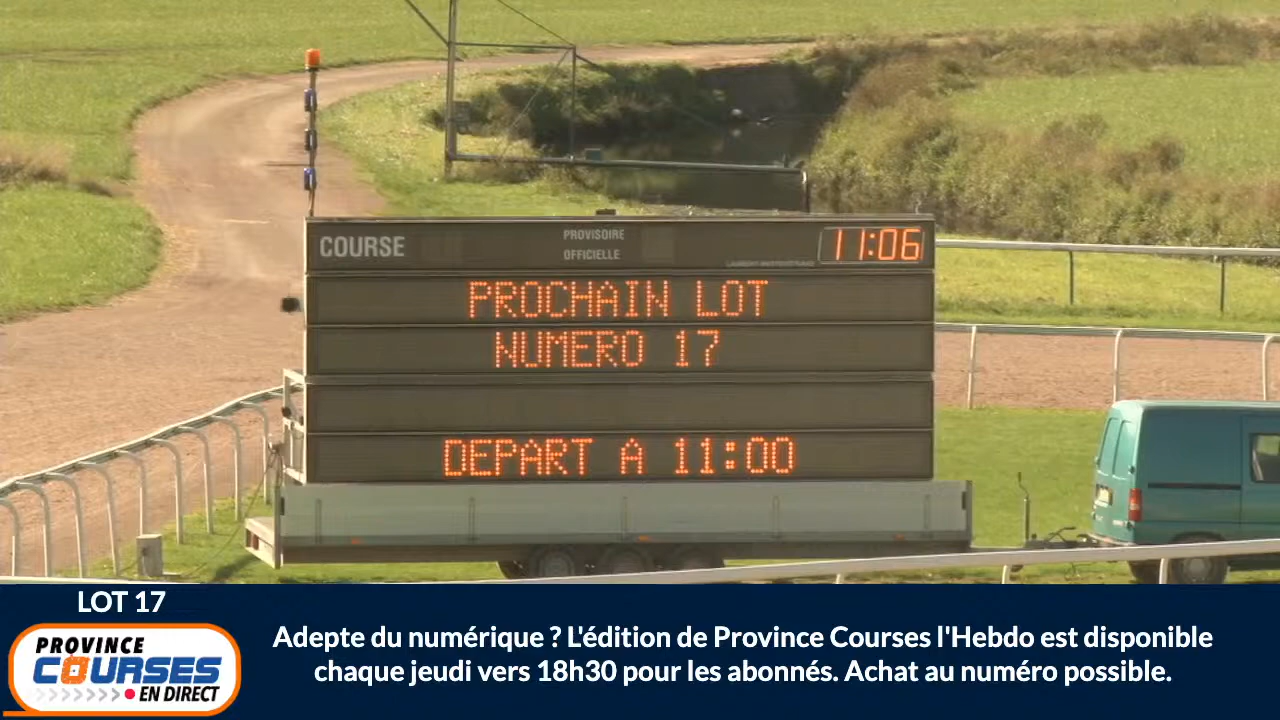 COURSE
PROVISOIRE
OFFICIELLE
11:06
PROCHAIN LOT
NUMERO 17
DEPART A 11:00
LOT 17
PROVINCE
COURSES
EN DIRECT
Adepte du numérique ? L'édition de Province Courses l'Hebdo est disponible
chaque jeudi vers 18h30 pour les abonnés. Achat au numéro possible.